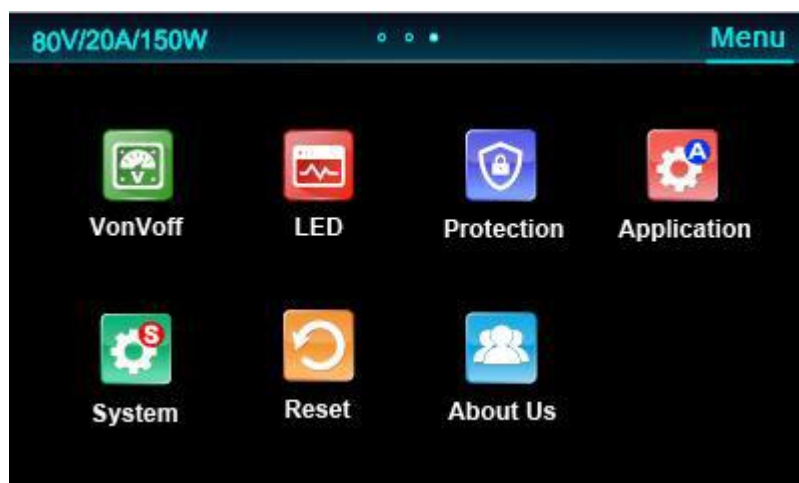 80V/20A/150W Menu
VonVoff LED Protection Application
System Reset About Us